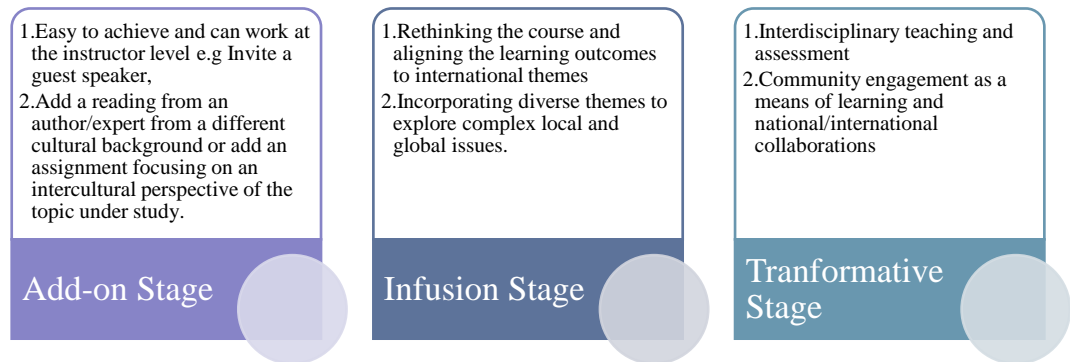 1.Easy to achieve and can work at
the instructor level e.g Invite a
guest speaker,
2.Add a reading from an
author/expert from a different
cultural background or add an
assignment focusing on an
intercultural perspective of the
topic under study.
Add-on Stage
1.Rethinking the course and
aligning the learning outcomes
to international themes
2.Incorporating diverse themes to
explore complex local and
global issues.
Infusion Stage
1.Interdisciplinary teaching and
assessment
2.Community engagement as a
means of learning and
national/international
collaborations
Tranformative
Stage